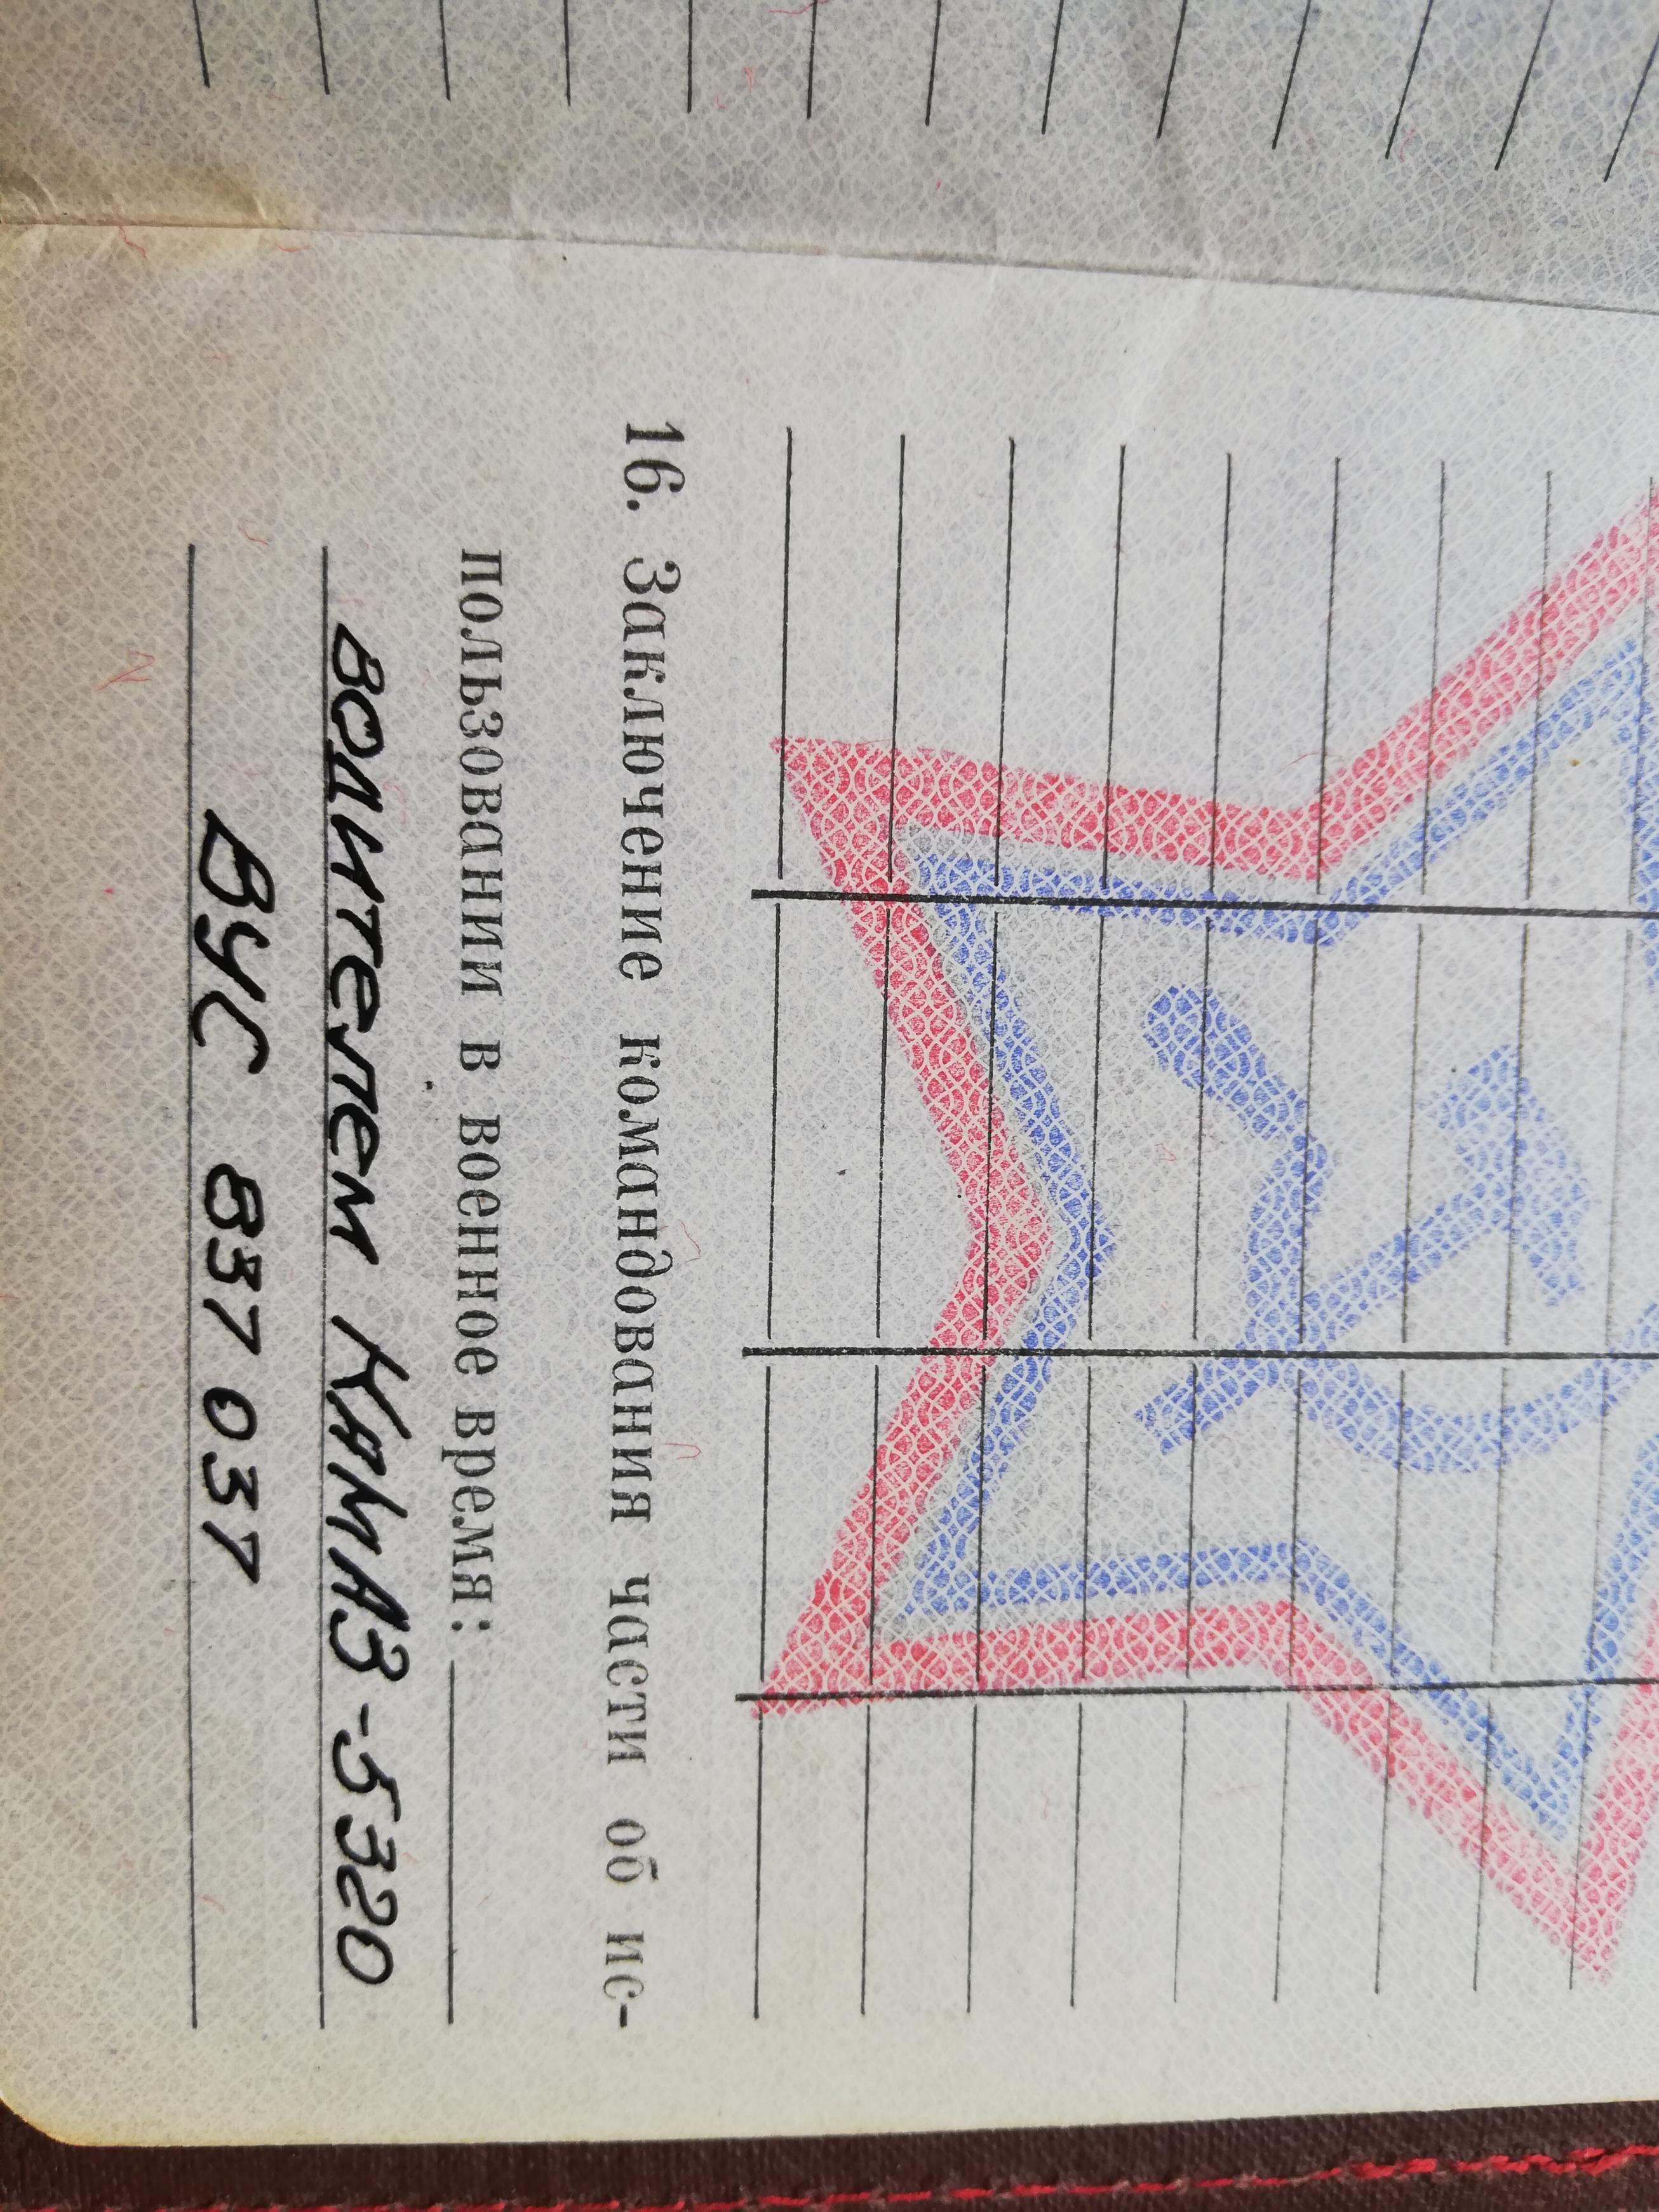 16. Заключение командования части об ис-
пользовании в военное время:
водителем КАМАЗ-5320
ВУС 837 037